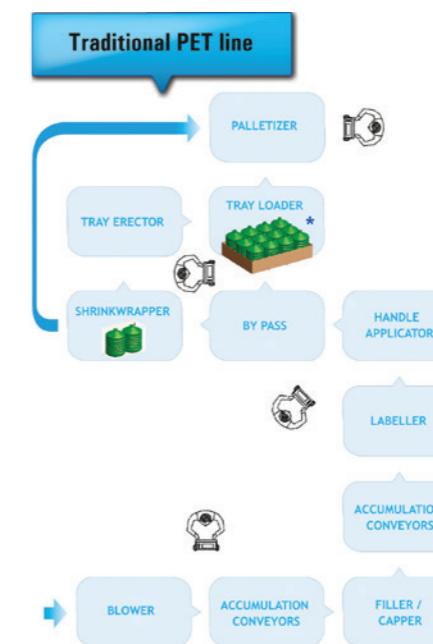 Traditional PET line
PALLETIZER
TRAY ERECTOR
TRAY LOADER
*
SHRINKWRAPPER
BY PASS
HANDLE
APPLICATOR
LABELLER
ACCUMULATIO
CONVEYORS
BLOWER
ACCUMULATION
CONVEYORS
FILLER /
CAPPER